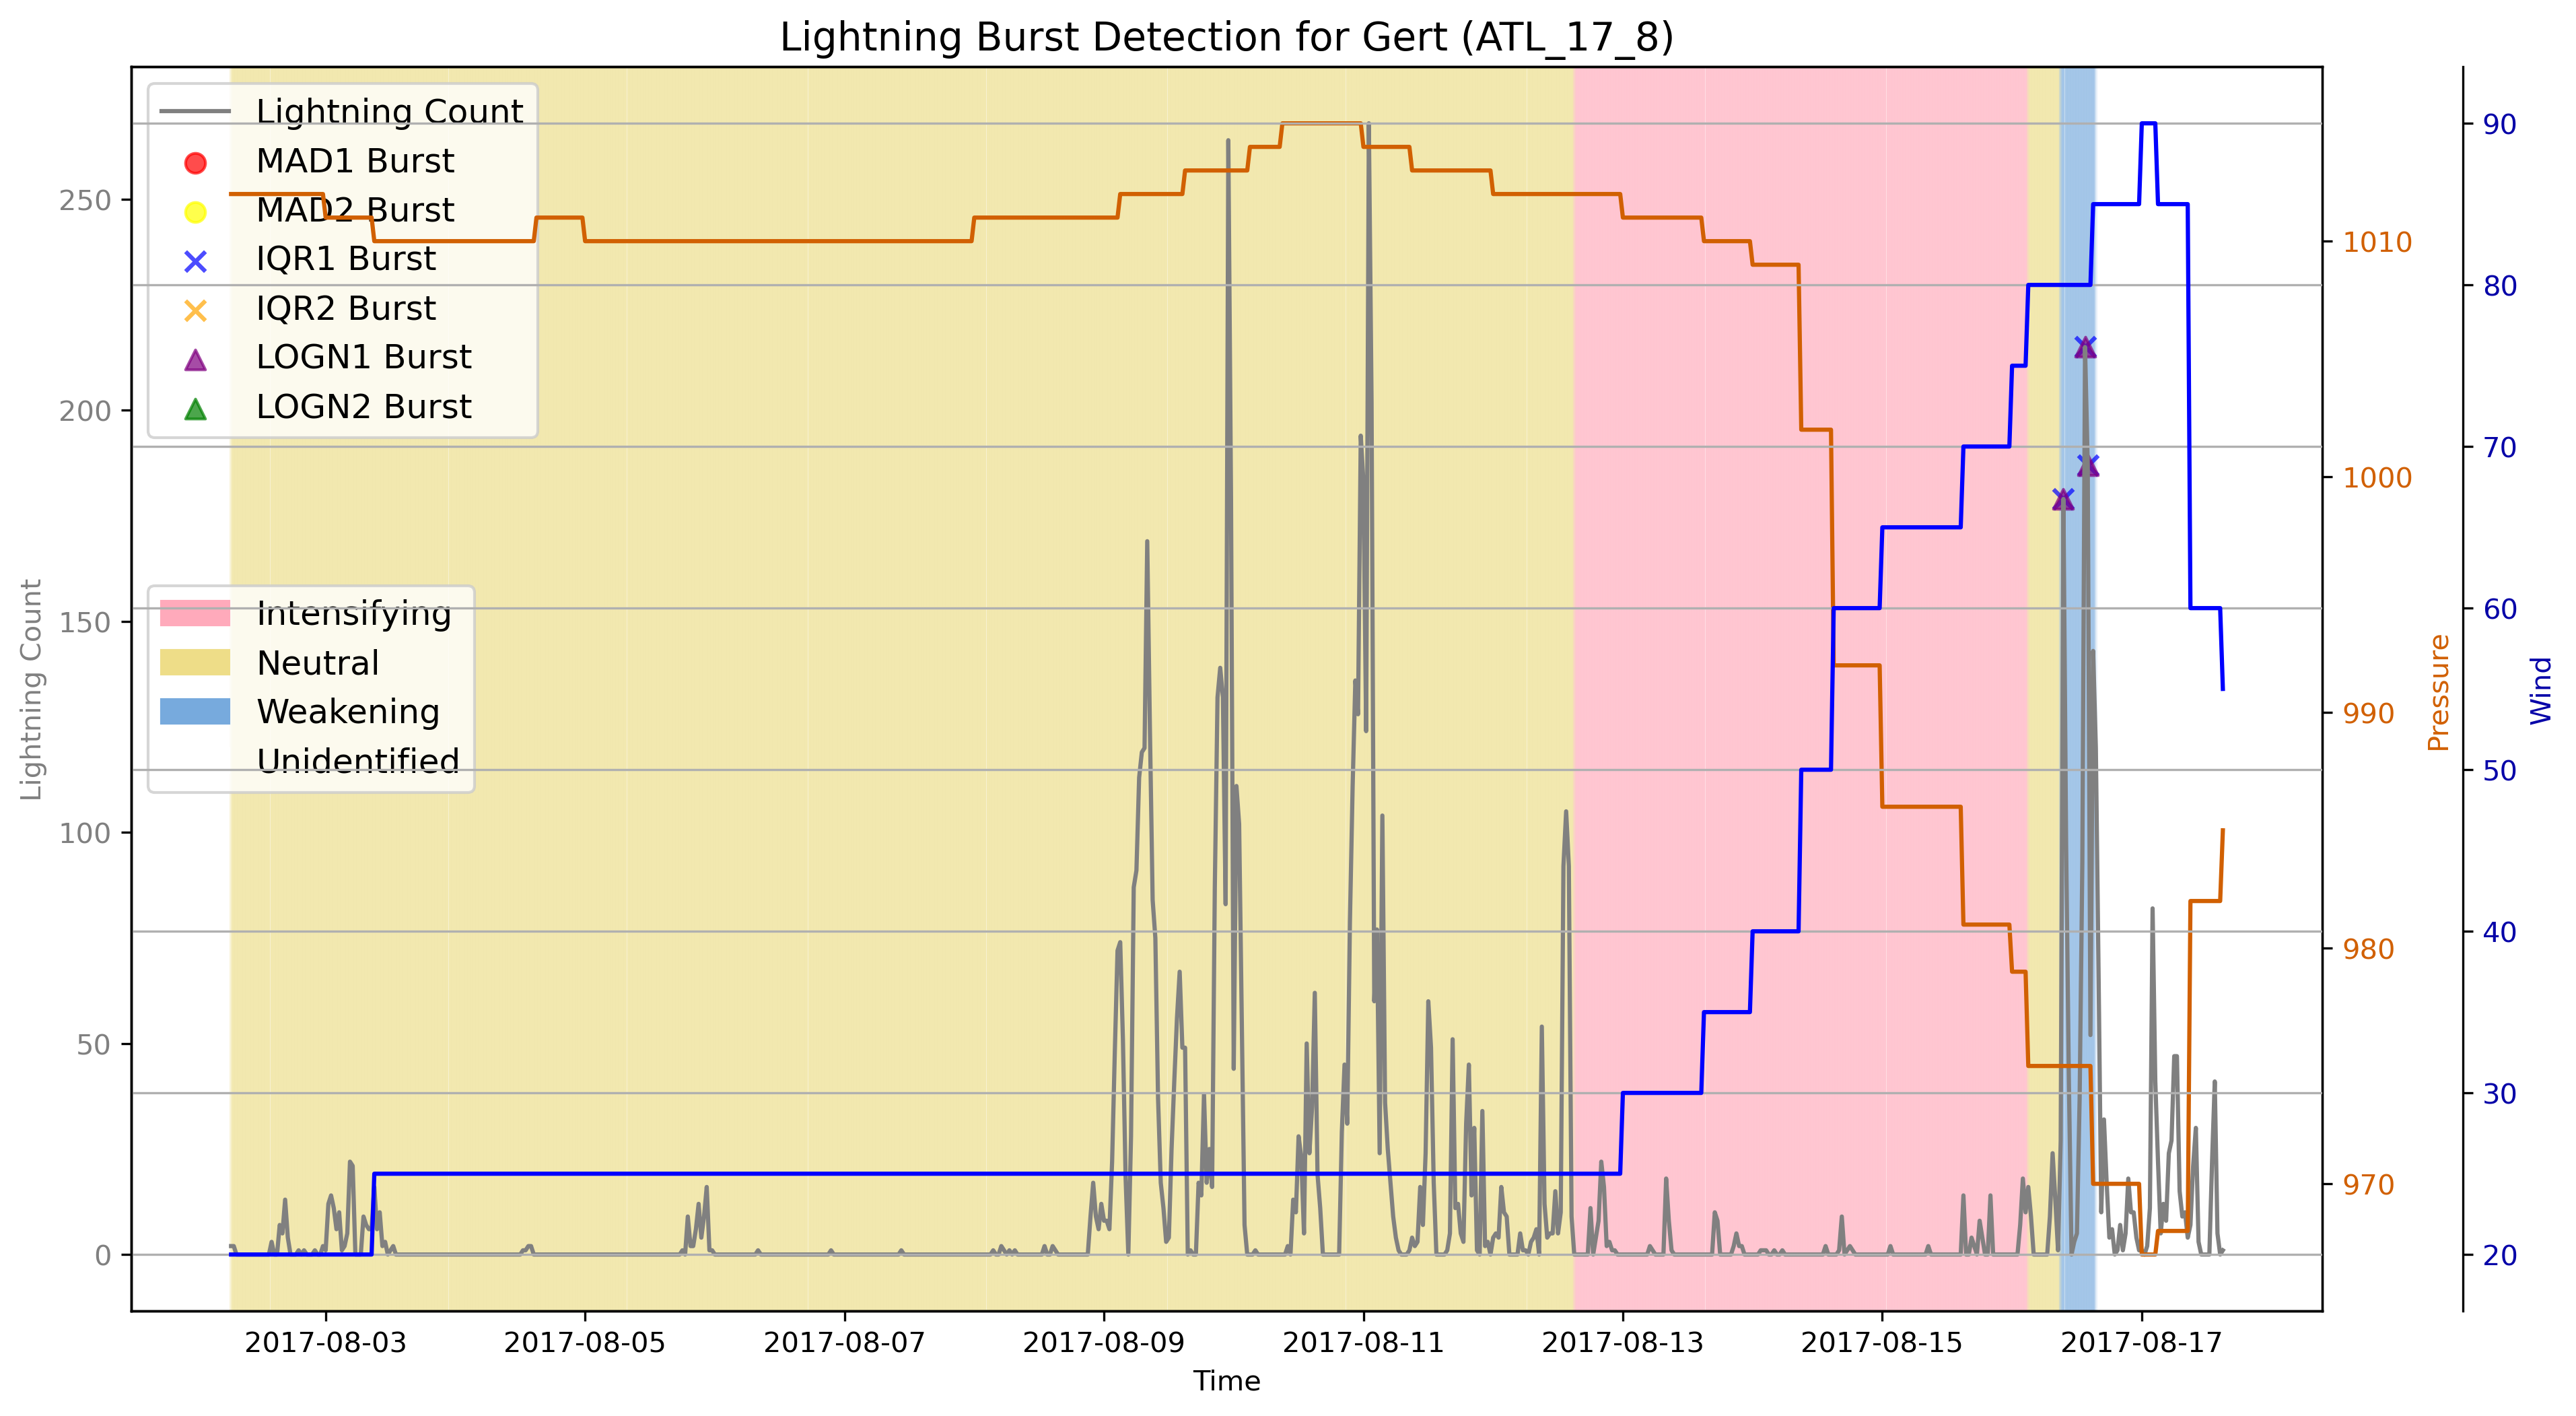 Lightning Burst Detection for Gert (ATL_17_8)
Lightning Count
MAD1 Burst
MAD2 Burst
IQR1 Burst
IQR2 Burst
LOGN1 Burst
LOGN2 Burst
Intensifying
Neutral
Weakening
Unidentified
Lightning Count
250
200
150
100
50
0
2017-08-03
2017-08-05
2017-08-07
2017-08-09
2017-08-11
2017-08-13
2017-08-15
2017-08-17
Time
1010
1000
990
980
970
Pressure
90
80
70
60
50
40
30
20
Wind